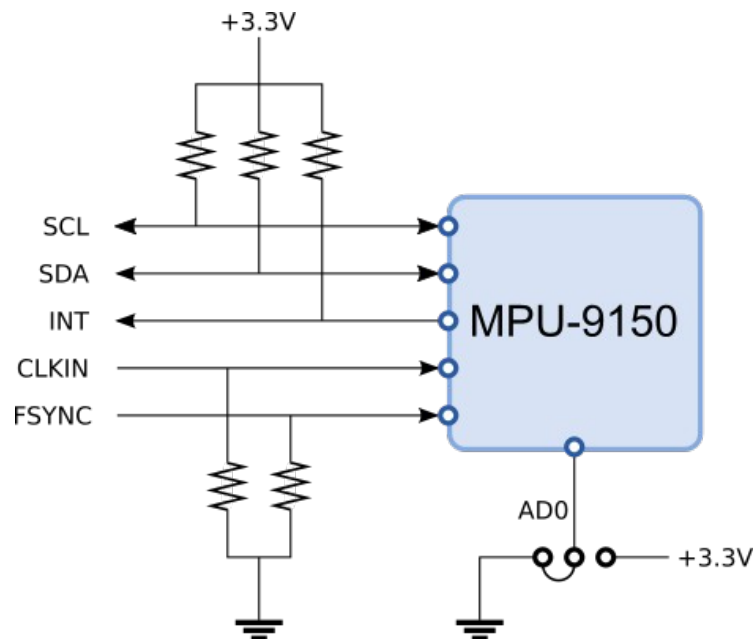 +3.3V
SCL
SDA
INT
MPU-9150
CLKIN
FSYNC
AD0
+3.3V